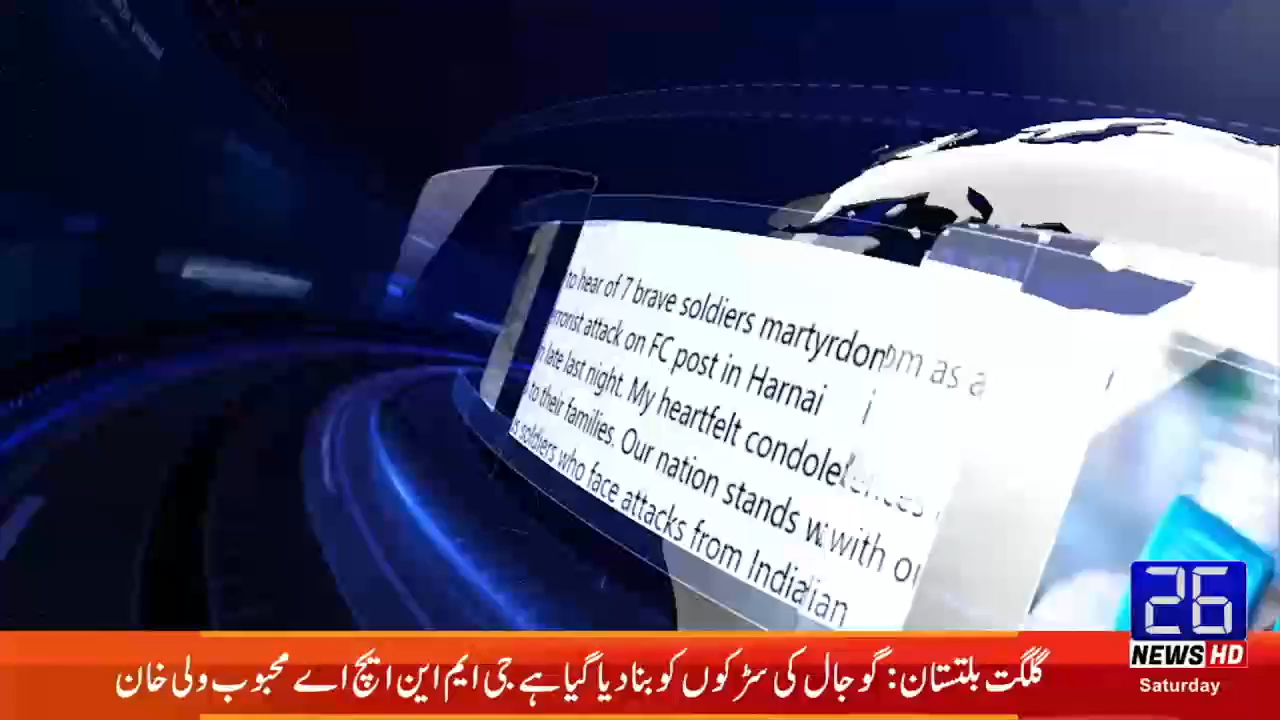 to hear of 7 brave soldiers martyrdom as a
terrorist attack on FC post in Harnai
late last night. My heartfelt condolences
to their families. Our nation stands with
soldiers who face attacks from Indian
26
NEWS HD
Saturday
گلگت بلتستان: گوجال کی سڑکوں کو بنا دیا گیا ہے جی ایم این ایچ اے محبوب ولی خان